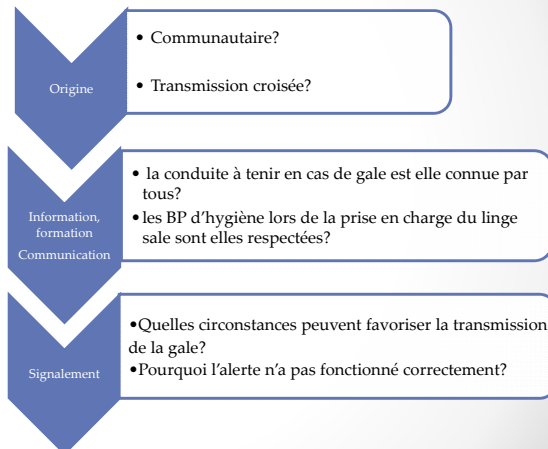 Origine
• Communautaire?
• Transmission croisée?
Information,
formation
Communication
• la conduite à tenir en cas de gale est elle connue par
tous?
•les BP d'hygiène lors de la prise en charge du linge
sale sont elles respectées?
Signalement
•Quelles circonstances peuvent favoriser la transmission
de la gale?
•Pourquoi l'alerte n'a pas fonctionné correctement?